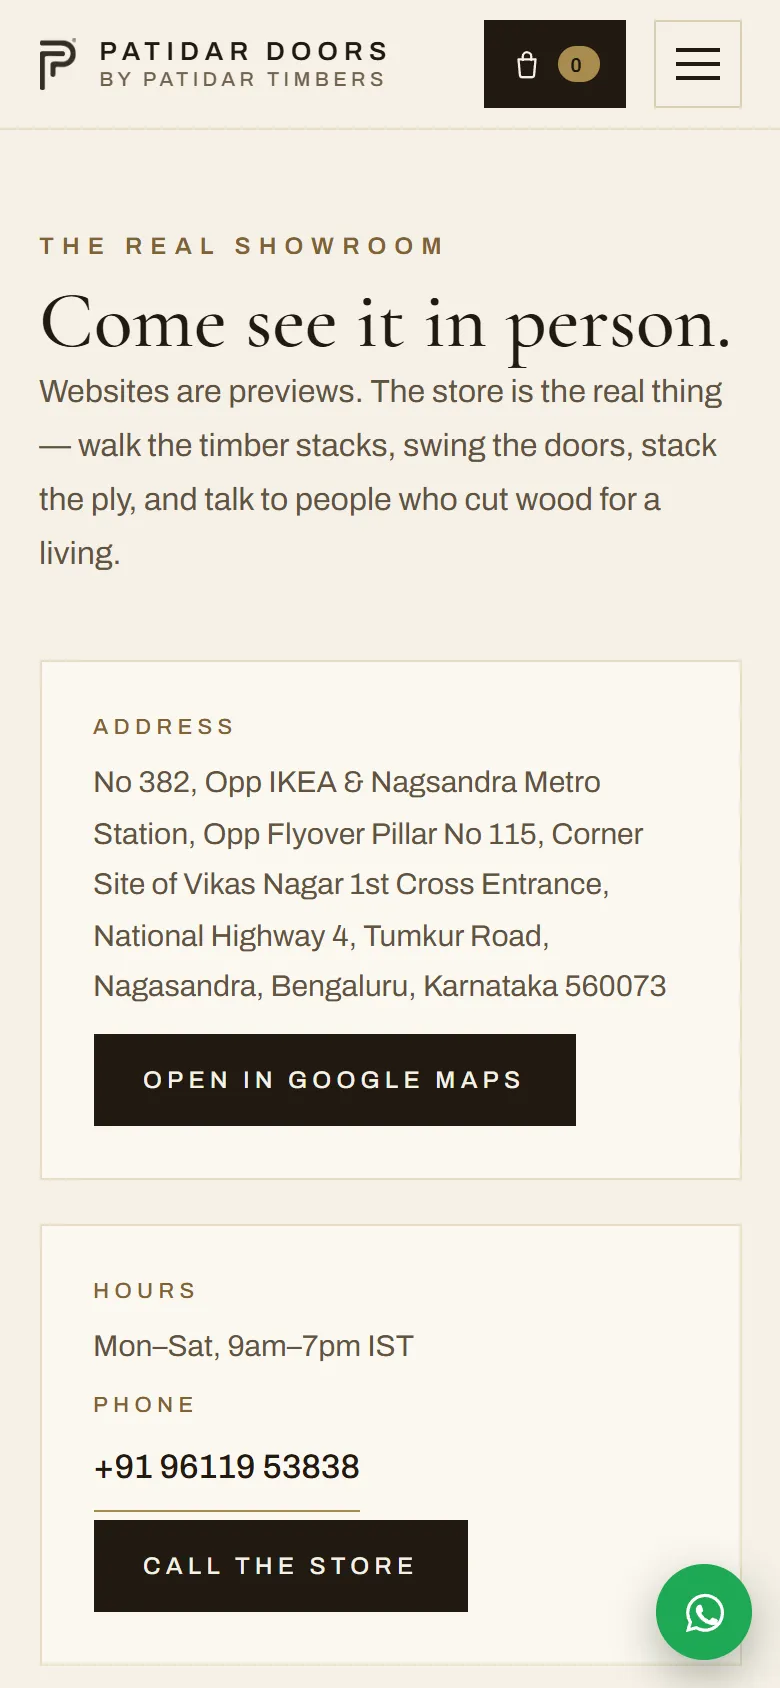 PATIDAR DOORS
BY PATIDAR TIMBERS
0
THE REAL SHOWROOM
Come see it in person.
Websites are previews. The store is the real thing
— walk the timber stacks, swing the doors, stack
the ply, and talk to people who cut wood for a
living.
ADDRESS
No 382, Opp IKEA & Nagsandra Metro
Station, Opp Flyover Pillar No 115, Corner
Site of Vikas Nagar 1st Cross Entrance,
National Highway 4, Tumkur Road,
Nagasandra, Bengaluru, Karnataka 560073
OPEN IN GOOGLE MAPS
HOURS
Mon–Sat, 9am–7pm IST
PHONE
+91 96119 53838
CALL THE STORE